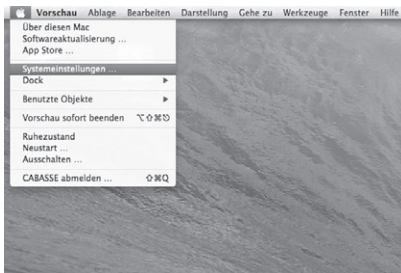 Vorschau Ablage Bearbeiten Darstellung Gehe zu Werkzeuge Fenster Hilfe
Über diesen Mac
Softwareaktualisierung ...
App Store ...
Systemeinstellungen ...
Dock
Benutzte Objekte
Vorschau sofort beenden ⌥⇧⌘⎋
Ruhezustand
Neustart ...
Ausschalten ...
CABASSE abmelden ... ⇧⌘Q